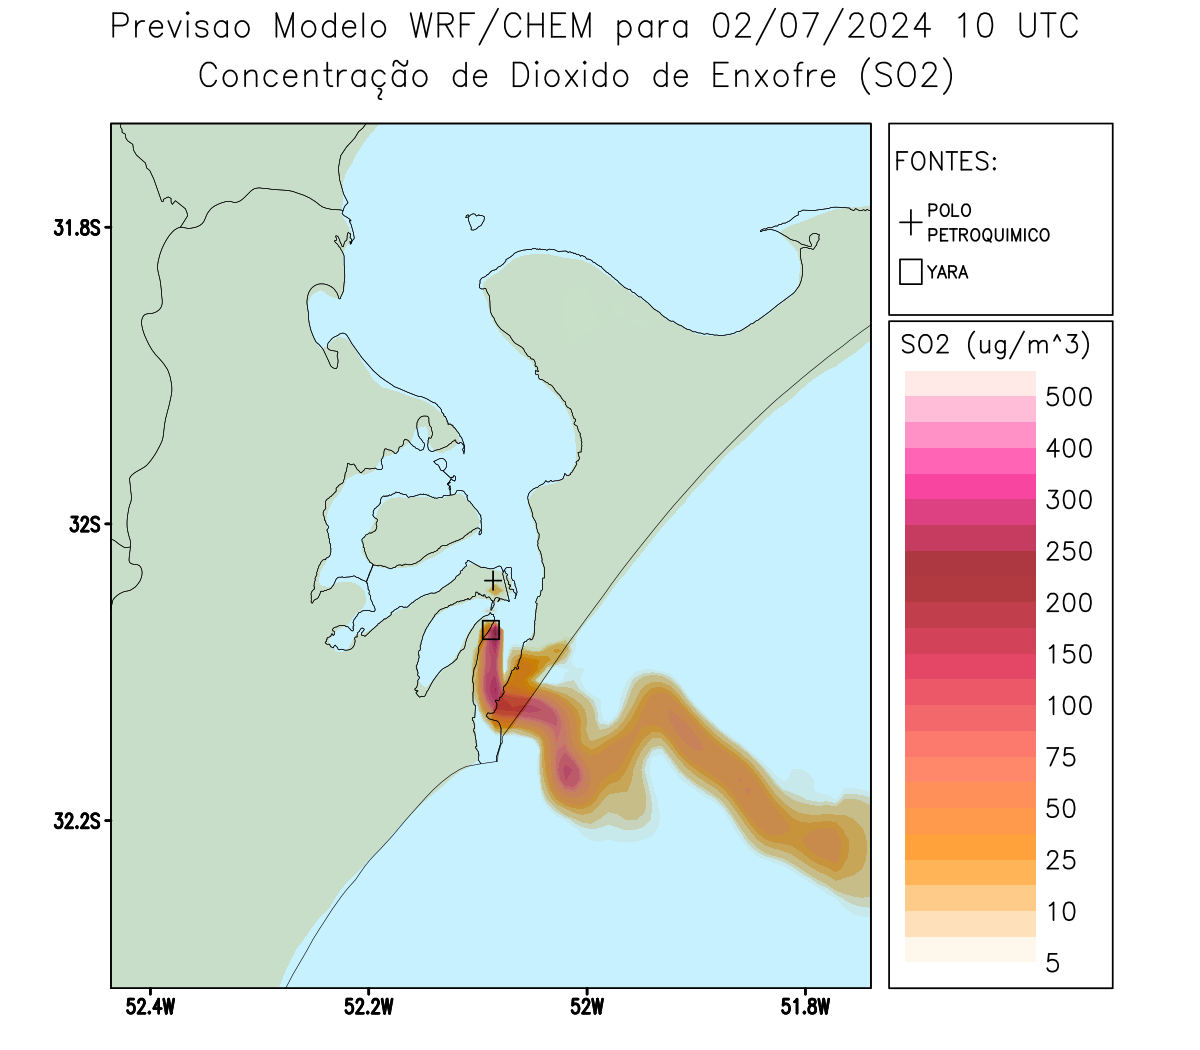 Previsao Modelo WRF/CHEM para 02/07/2024 10 UTC
Concentração de Dioxido de Enxofre (SO2)
FONTES:
POLO
PETROQUIMICO
YARA
31.8S
32S
32.2S
52.4W
52.2W
52W
51.8W
SO2 (ug/m^3)
500
400
300
250
200
150
100
75
50
25
10
5